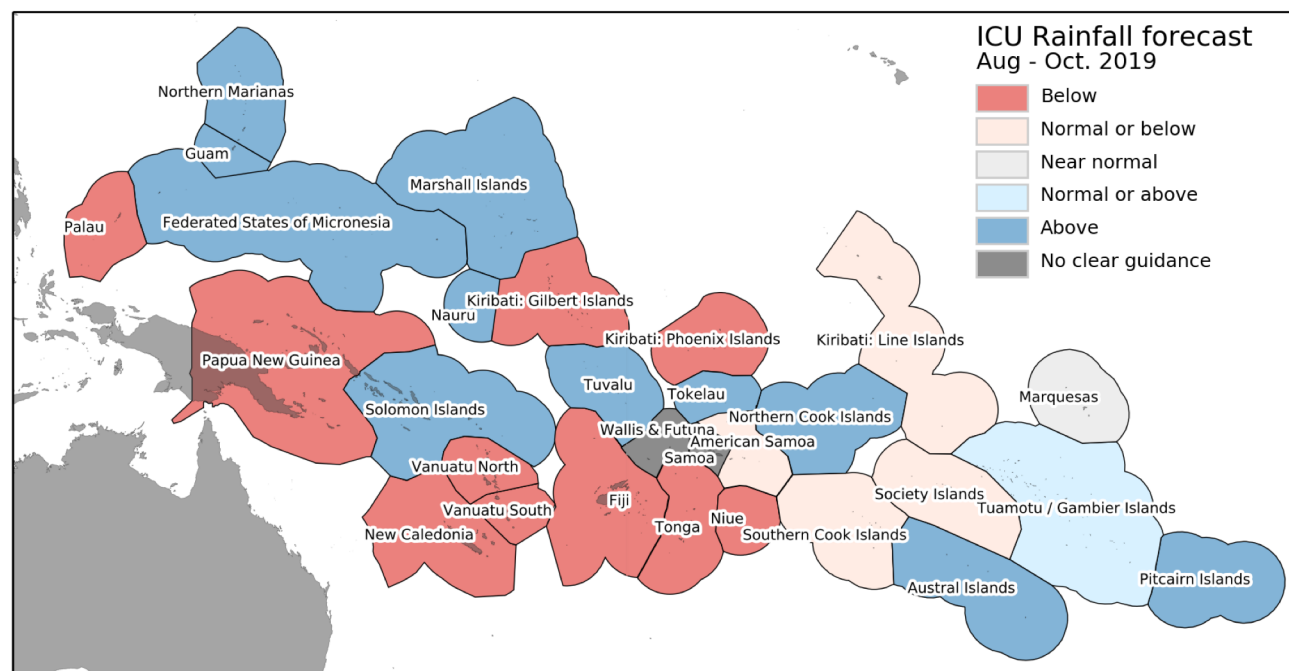 ICU Rainfall forecast
Aug - Oct. 2019
Below
Normal or below
Near normal
Normal or above
Above
No clear guidance
Northern Marianas
Guam
Marshall Islands
Palau
Federated States of Micronesia
Nauru
Kiribati: Gilbert Islands
Kiribati: Phoenix Islands
Kiribati: Line Islands
Papua New Guinea
Tuvalu
Tokelau
Marquesas
Solomon Islands
Northern Cook Islands
Wallis & Futuna
American Samoa
Samoa
Vanuatu North
Society Islands
Vanuatu South
Fiji
Tuamotu / Gambier Islands
New Caledonia
Tonga
Niue
Southern Cook Islands
Austral Islands
Pitcairn Islands